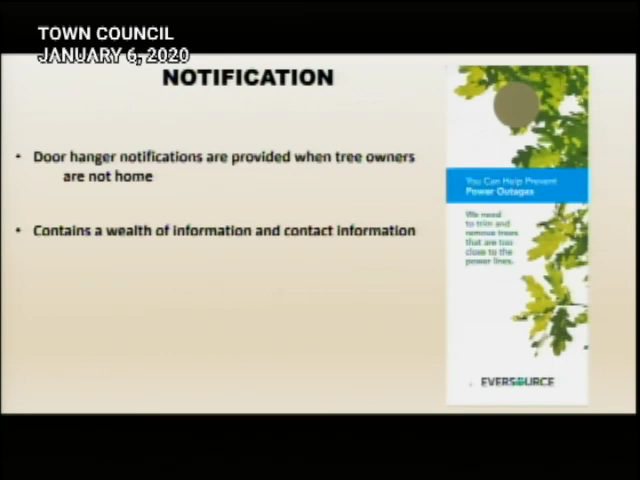 TOWN COUNCIL
JANUARY 6, 2020
NOTIFICATION
• Door hanger notifications are provided when tree owners
are not home
• Contains a wealth of information and contact information
You Can Help Prevent
Power Outages
We need
to trim and
remove trees
that are too
close to the
power lines.
EVERSOURCE